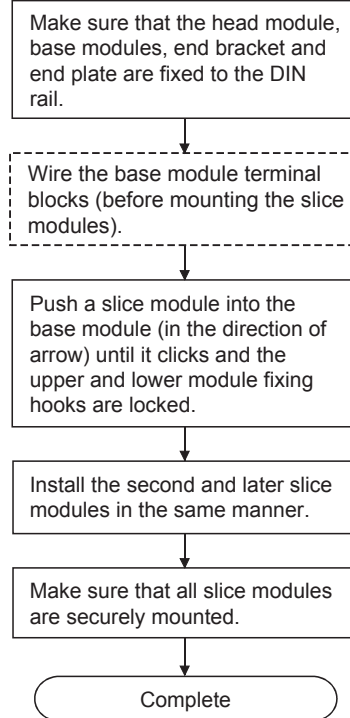 Make sure that the head module,
base modules, end bracket and
end plate are fixed to the DIN
rail.
Wire the base module terminal
blocks (before mounting the slice
modules).
Push a slice module into the
base module (in the direction of
arrow) until it clicks and the
upper and lower module fixing
hooks are locked.
Install the second and later slice
modules in the same manner.
Make sure that all slice modules
are securely mounted.
Complete